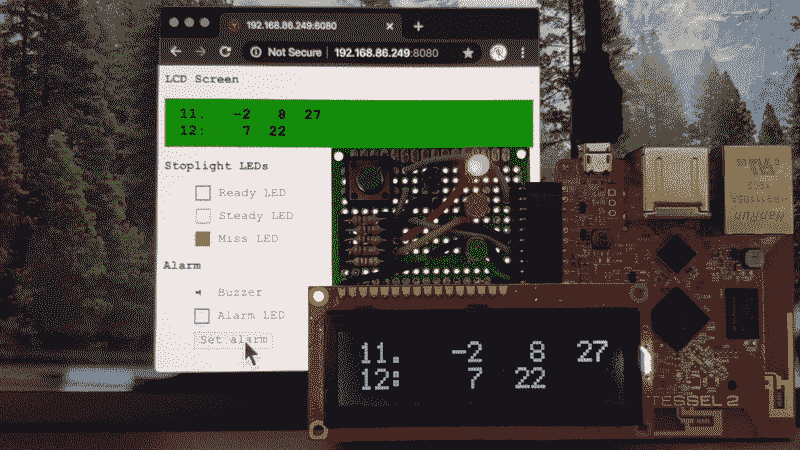 192.168.86.249:8080
Not Secure 192.168.86.249:8080
LCD Screen
11. -2 8 27
12: 7 22
Stoplight LEDs
Ready LED
Steady LED
Miss LED
Alarm
Buzzer
Alarm LED
Set alarm
11. -2 8 27
12: 7 22
TESSEL 2